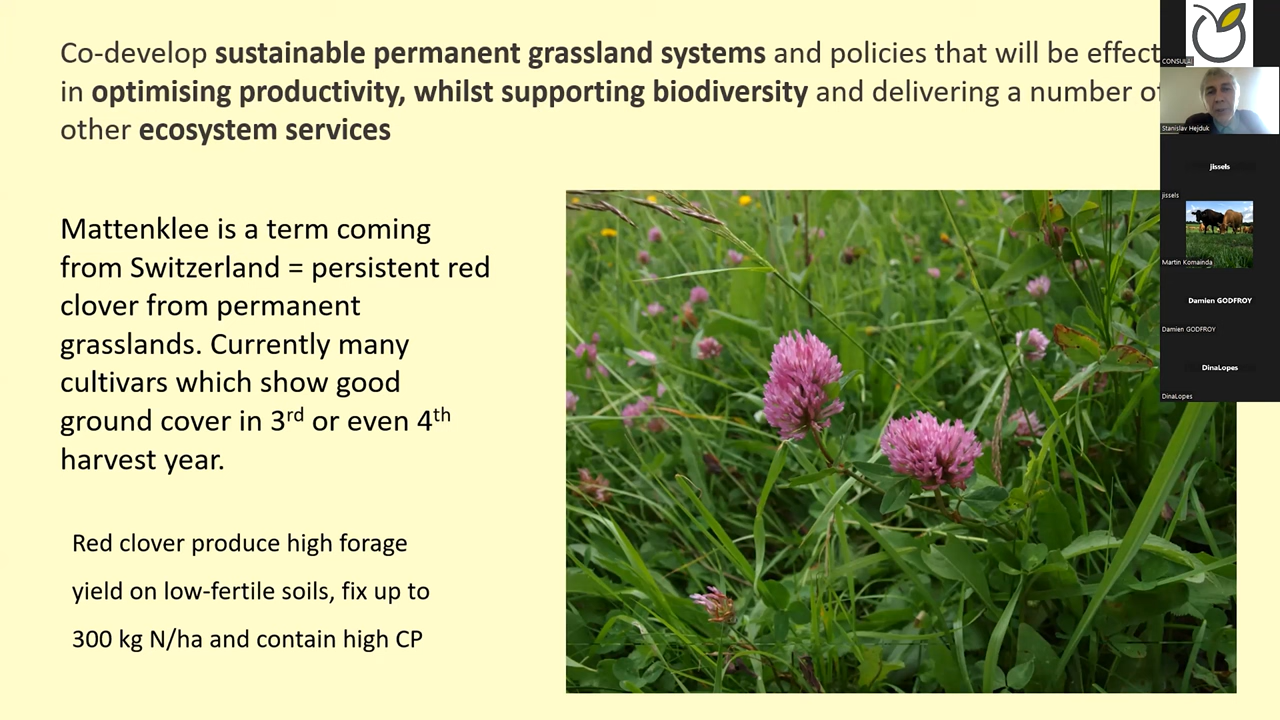 Co-develop sustainable permanent grassland systems and policies that will be effect
in optimising productivity, whilst supporting biodiversity and delivering a number of
other ecosystem services
Mattenklee is a term coming
from Switzerland = persistent red
clover from permanent
grasslands. Currently many
cultivars which show good
ground cover in 3rd or even 4th
harvest year.
Red clover produce high forage
yield on low-fertile soils, fix up to
300 kg N/ha and contain high CP
CONSULAI
Stanislav Hejduk
jissels
jissels
Martin Komainda
Damien GODFROY
Damien GODFROY
DinaLopes
DinaLopes